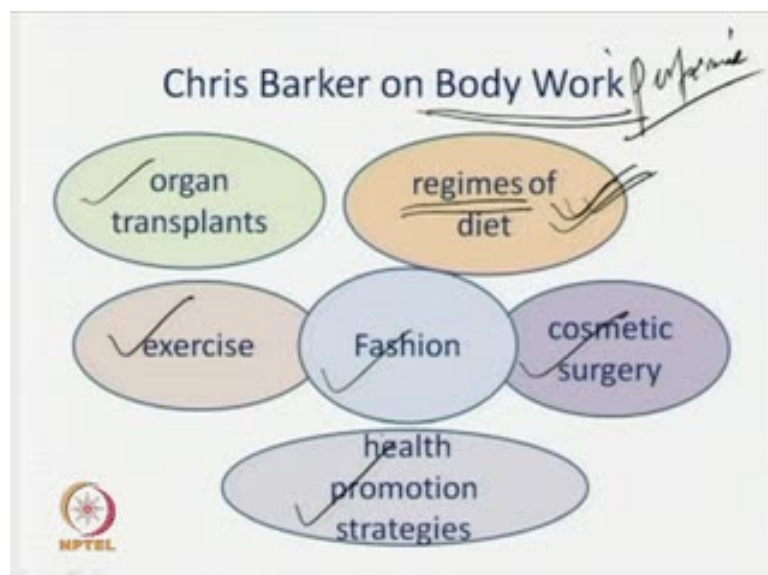 Chris Barker on Body Work
organ
transplants
regimes of
diet
exercise
Fashion
cosmetic
surgery
health
promotion
strategies
NPTEL